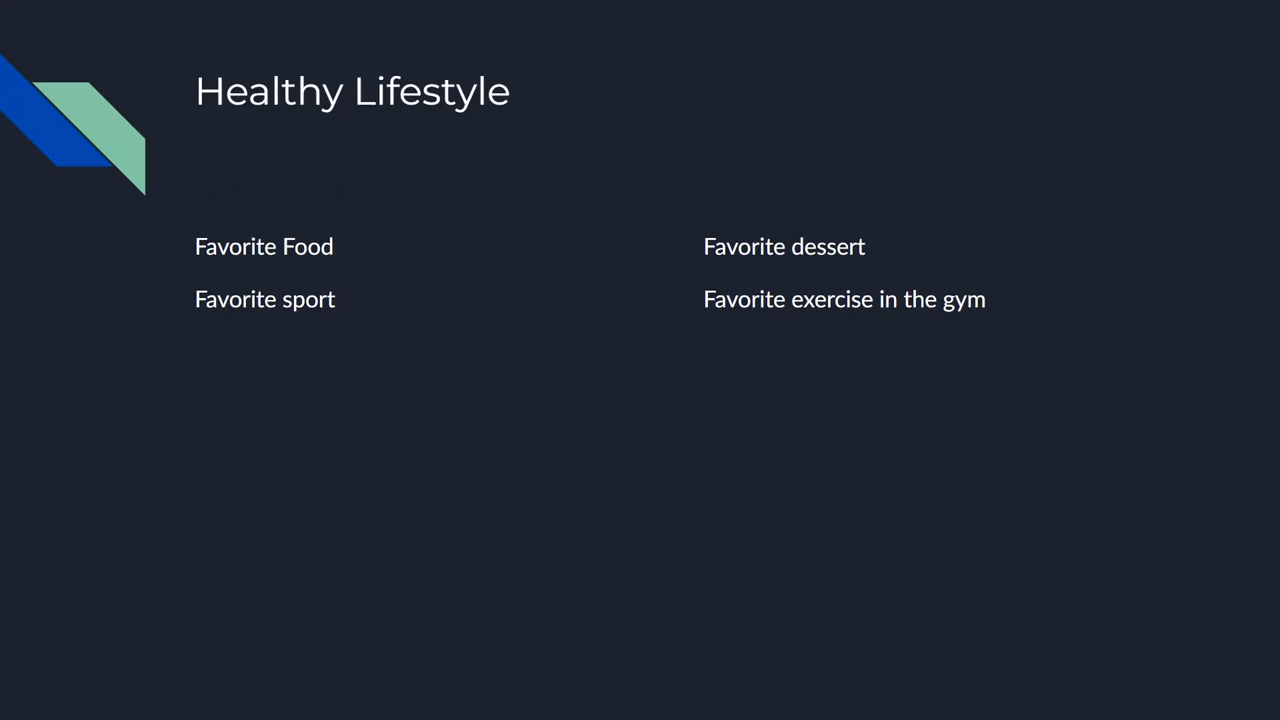 Healthy Lifestyle
Favorite Food
Favorite sport
Favorite dessert
Favorite exercise in the gym